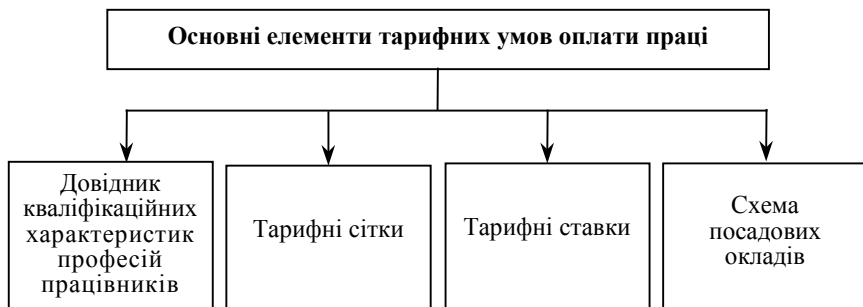 Основні елементи тарифних умов оплати праці
Довідник
кваліфікаційних
характеристик
професій
працівників
Тарифні сітки
Тарифні ставки
Схема
посадових
окладів